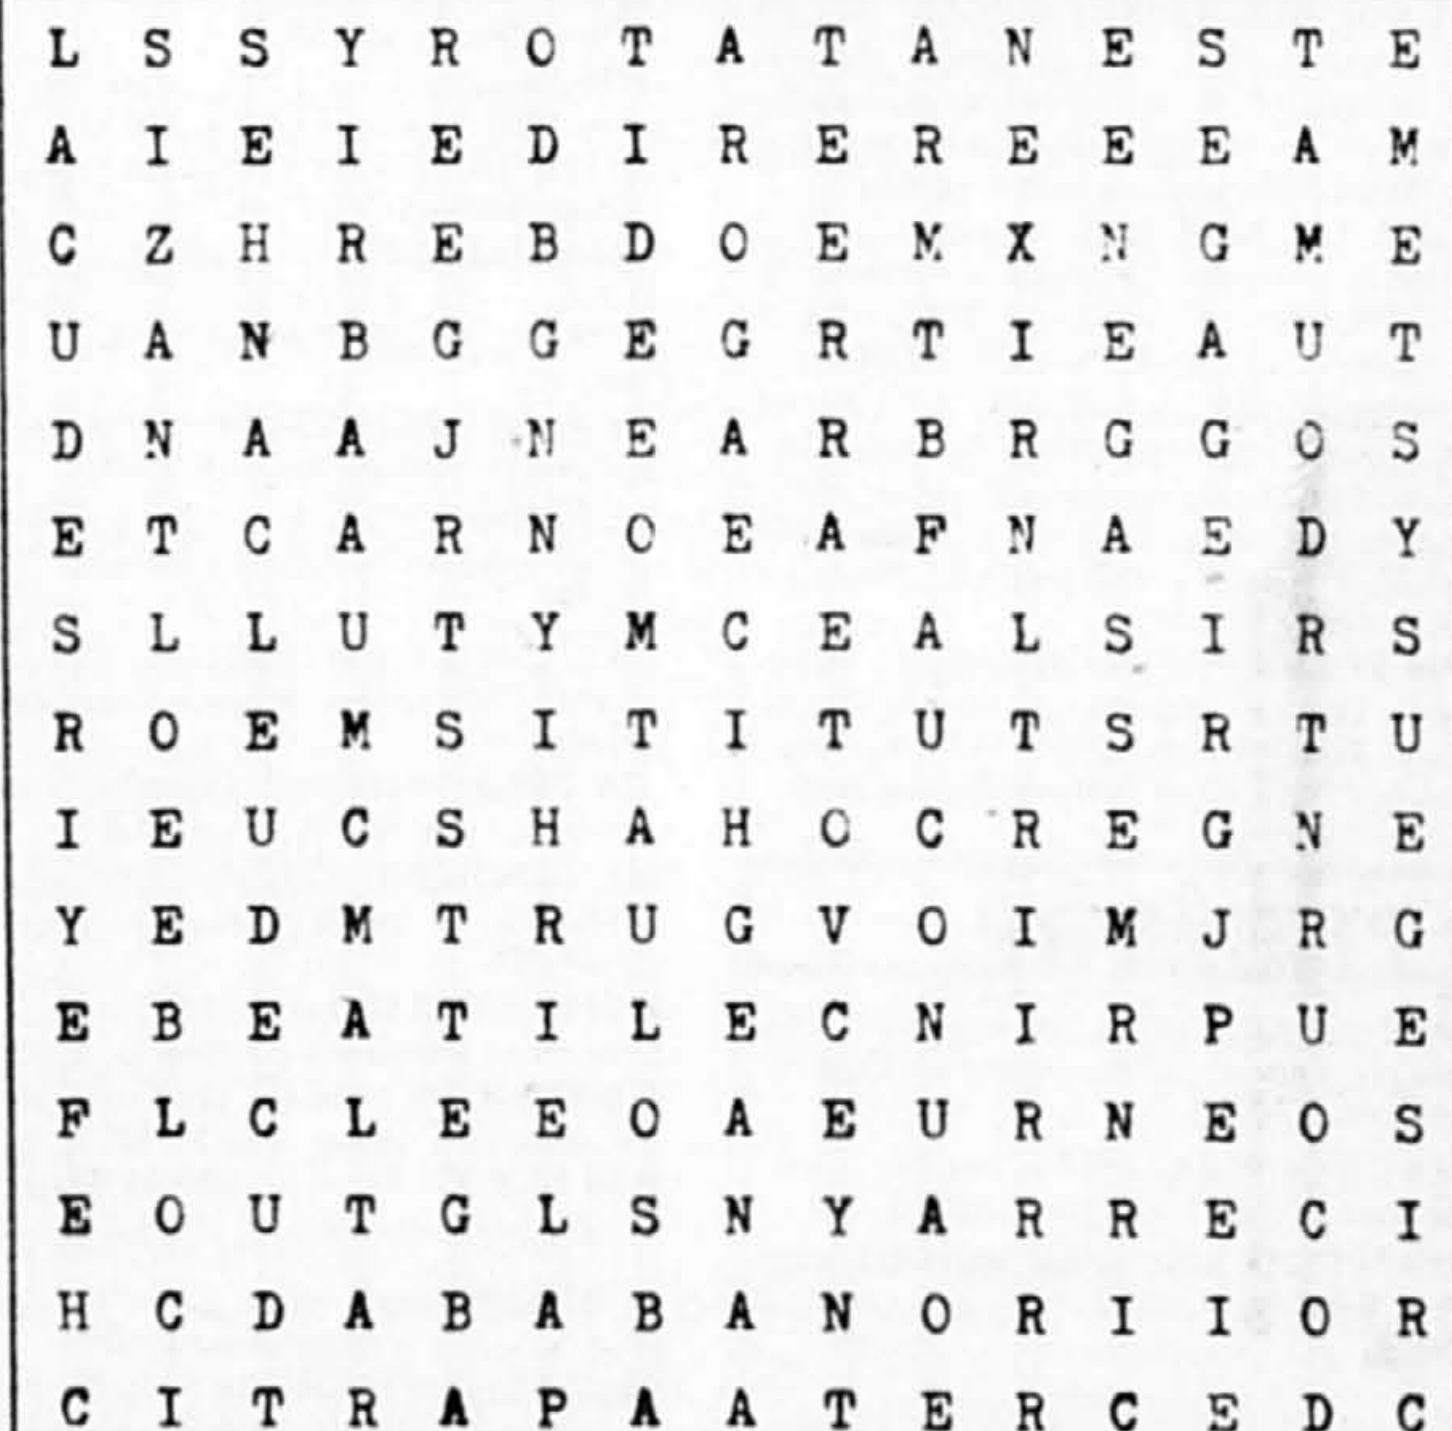 L S S Y R O T A T A N E S T E
A I E I E D I R E R E E E A M
C Z H R E B D O E M X N G M E
U A N B G G E G R T I E A U T
D N A A J N E A R B R G G O S
E T C A R N O E A F N A E D Y
S L L U T Y M C E A L S I R S
R O E M S I T I T U T S R T U
I E U C S H A H O C R E G N E
Y E D M T R U G V O I M J R G
E B E A T I L E C N I R P U E
F L C L E E O A E U R N E O S
E O U T G L S N Y A R R E C I
H C D A B A B A N O R I I O R
C I T R A P A A T E R C E D C